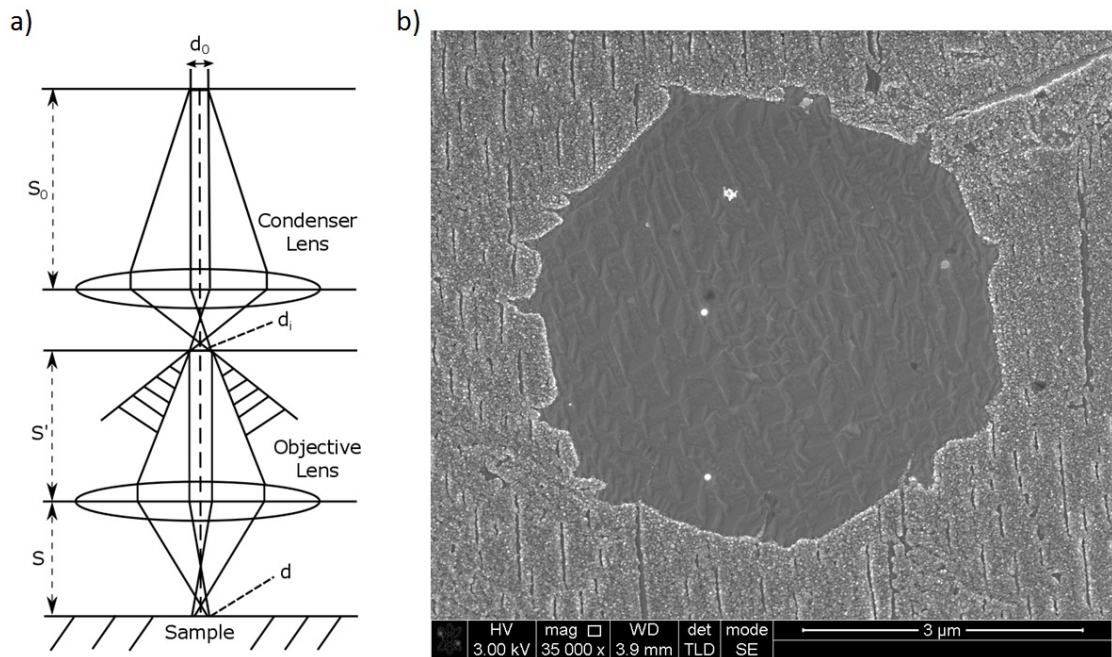 a)
d0
S0
Condenser
Lens
di
S'
Objective
Lens
S
d
Sample
b)
HV
3.00 kV
mag □
35 000 x
WD
3.9 mm
det
TLD
mode
SE
3 µm